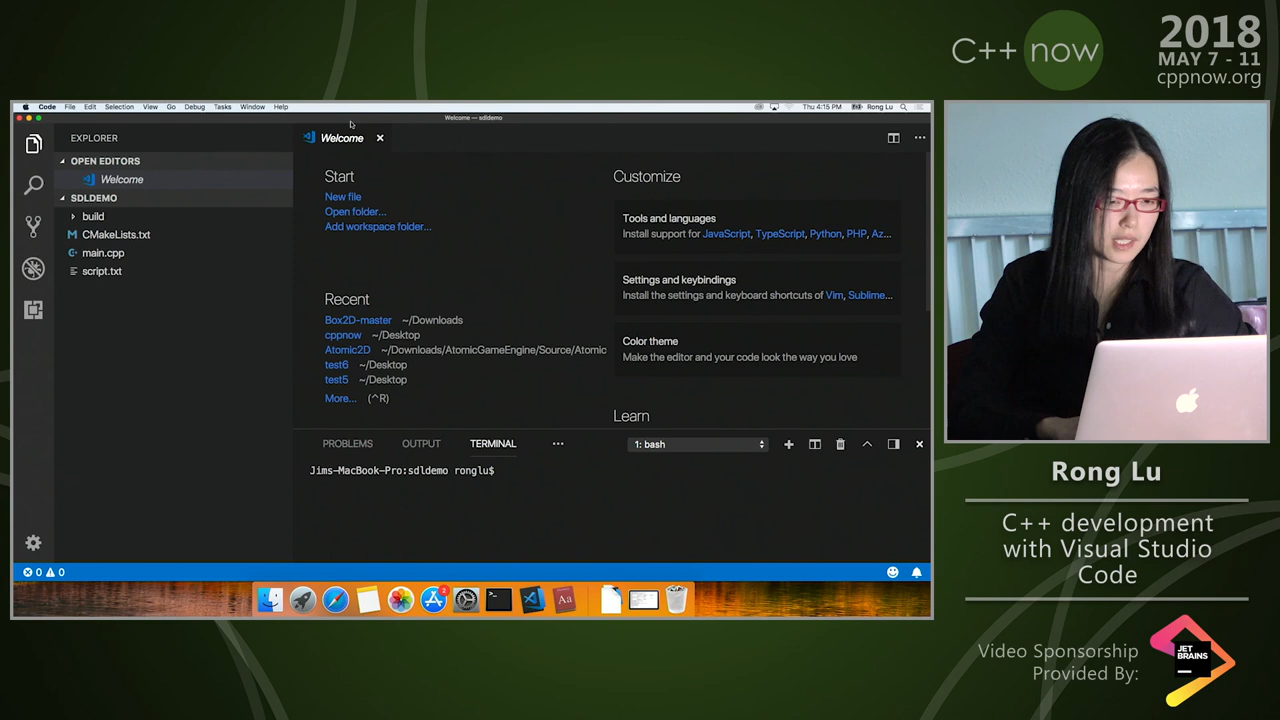 C++ now
2018
MAY 7 - 11
cppnow.org
Code File Edit Selection View Go Debug Tasks Window Help
Thu 4:15 PM Rong Lu
Welcome — sdldemo
EXPLORER
OPEN EDITORS
Welcome
SDLDEMO
build
CMakeLists.txt
main.cpp
script.txt
Welcome
Start
New file
Open folder...
Add workspace folder...
Recent
Box2D-master ~/Downloads
cppnow ~/Desktop
Atomic2D ~/Downloads/AtomicGameEngine/Source/Atomic
test6 ~/Desktop
test5 ~/Desktop
More... (^R)
Customize
Tools and languages
Install support for JavaScript, TypeScript, Python, PHP, Az...
Settings and keybindings
Install the settings and keyboard shortcuts of Vim, Sublime...
Color theme
Make the editor and your code look the way you love
Learn
PROBLEMS OUTPUT TERMINAL ...
1: bash
Jims-MacBook-Pro:sdldemo ronglu$
0 0
2
Aa
Rong Lu
C++ development
with Visual Studio
Code
Video Sponsorship
Provided By:
JET
BRAINS